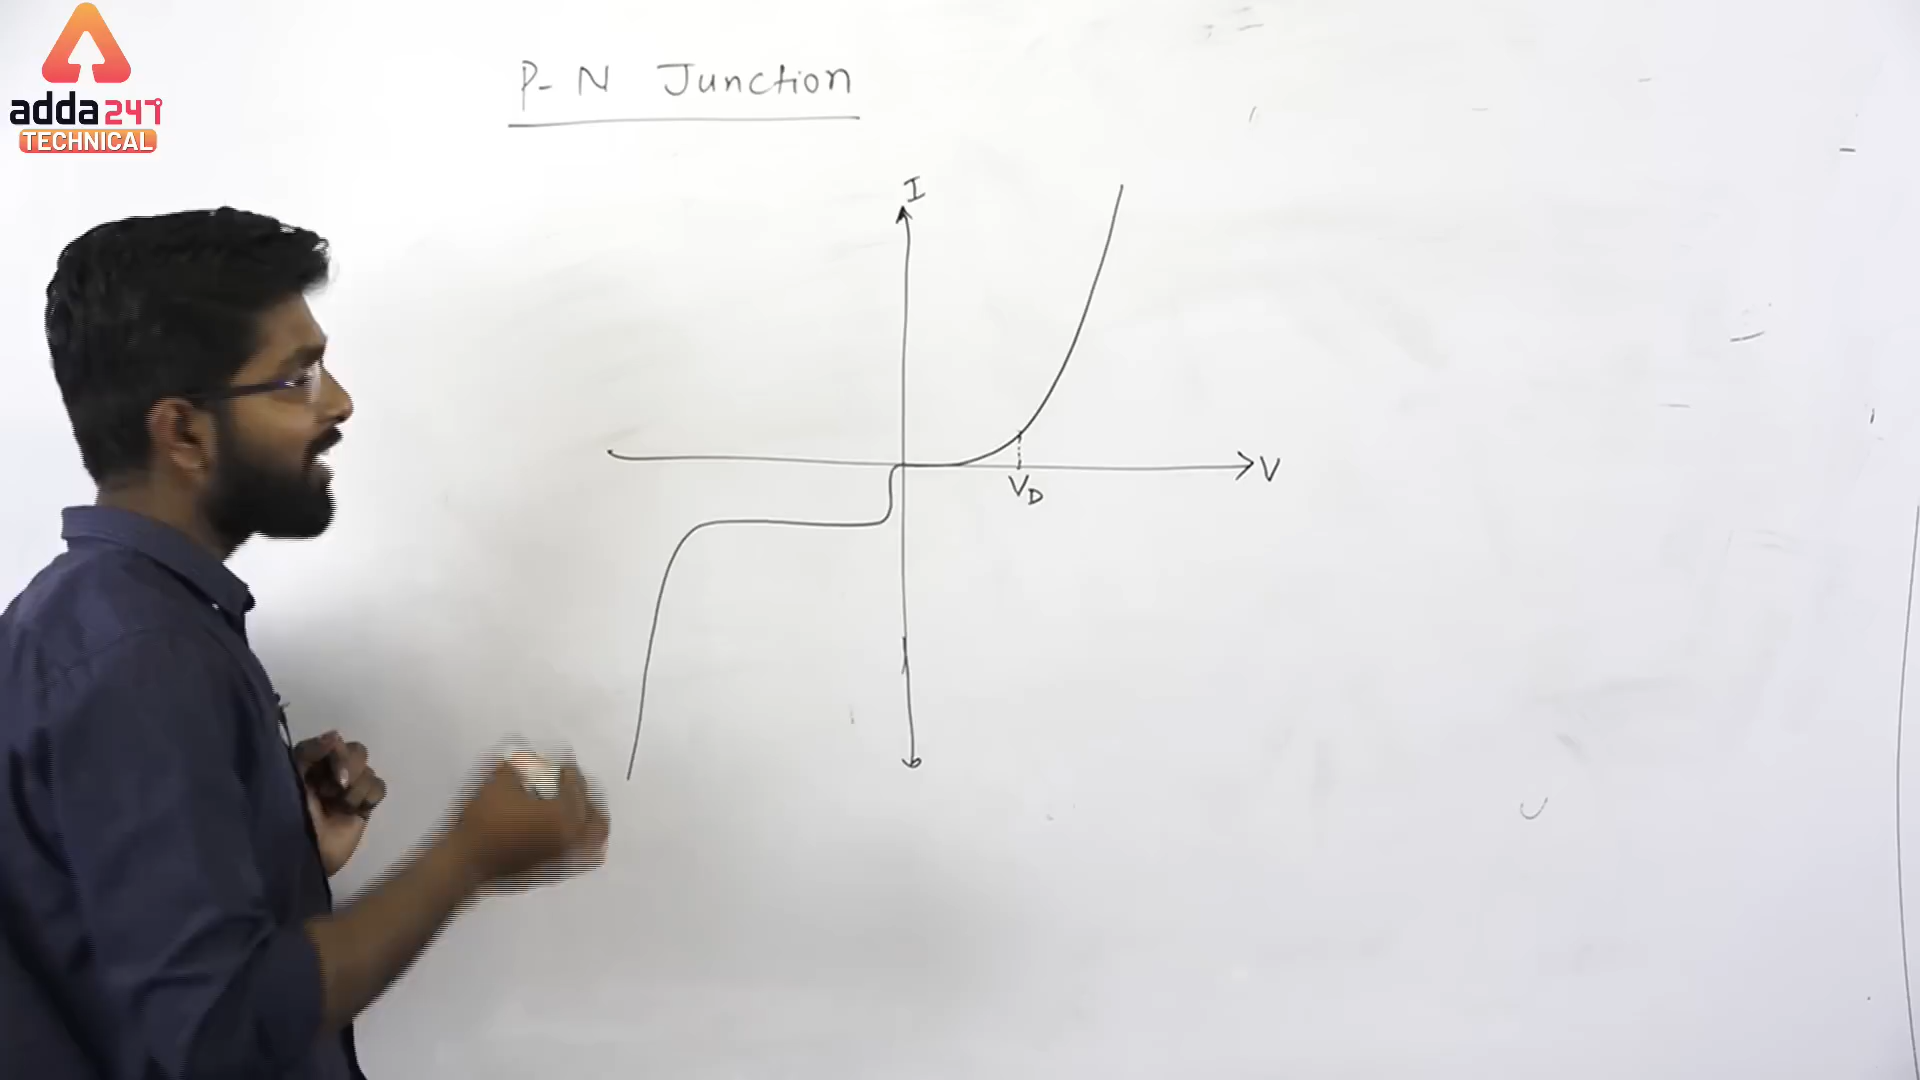 adda247
TECHNICAL
P-N Junction
I
V
VD